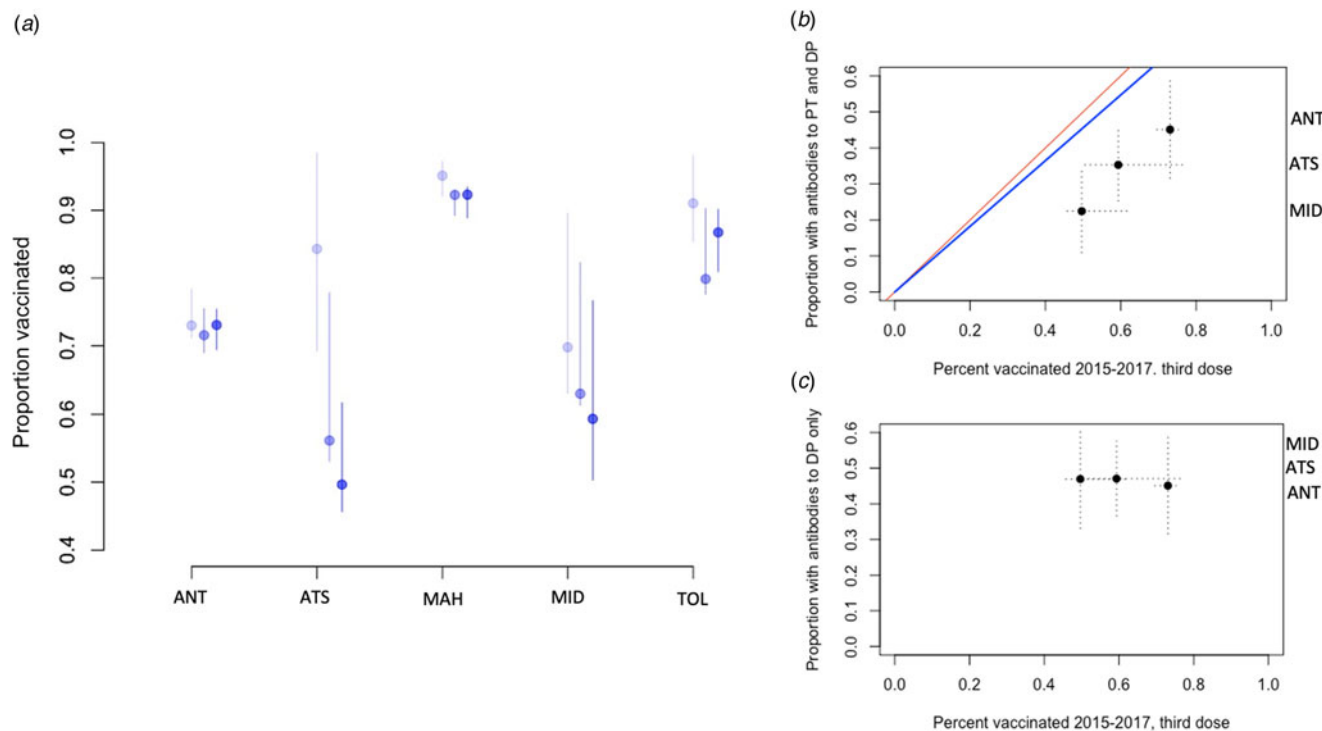 (a)
Proportion vaccinated
1.0
0.9
0.8
0.7
0.6
0.5
0.4
ANT ATS MAH MID TOL
(b)
Proportion with antibodies to PT and DP
0.6
0.5
0.4
0.3
0.2
0.1
0.0
ANT
ATS
MID
0.0 0.2 0.4 0.6 0.8 1.0
Percent vaccinated 2015-2017. third dose
(c)
Proportion with antibodies to DP only
0.6
0.5
0.4
0.3
0.2
0.1
0.0
MID
ATS
ANT
0.0 0.2 0.4 0.6 0.8 1.0
Percent vaccinated 2015-2017, third dose